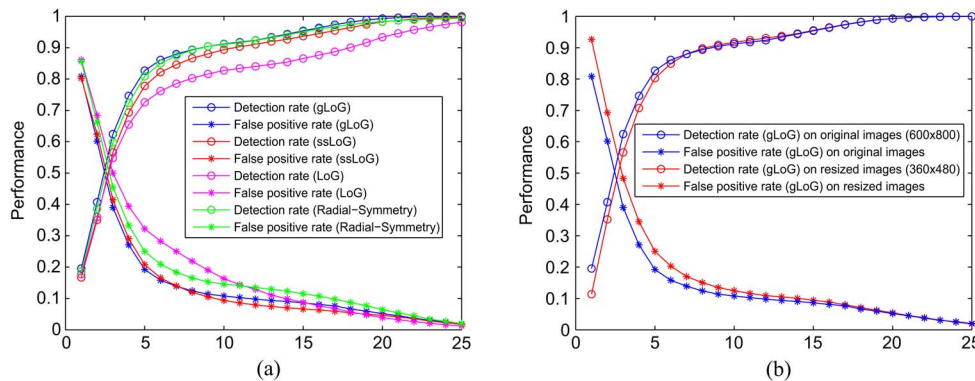 1
0.9
0.8
0.7
0.6
0.5
0.4
0.3
0.2
0.1
0
Performance
Detection rate (gLoG)
False positive rate (gLoG)
Detection rate (ssLoG)
False positive rate (ssLoG)
Detection rate (LoG)
False positive rate (LoG)
Detection rate (Radial−Symmetry)
False positive rate (Radial−Symmetry)
0 5 10 15 20 25
(a)
1
0.9
0.8
0.7
0.6
0.5
0.4
0.3
0.2
0.1
0
Performance
Detection rate (gLoG) on original images (600x800)
False positive rate (gLoG) on original images
Detection rate (gLoG) on resized images (360x480)
False positive rate (gLoG) on resized images
0 5 10 15 20 25
(b)